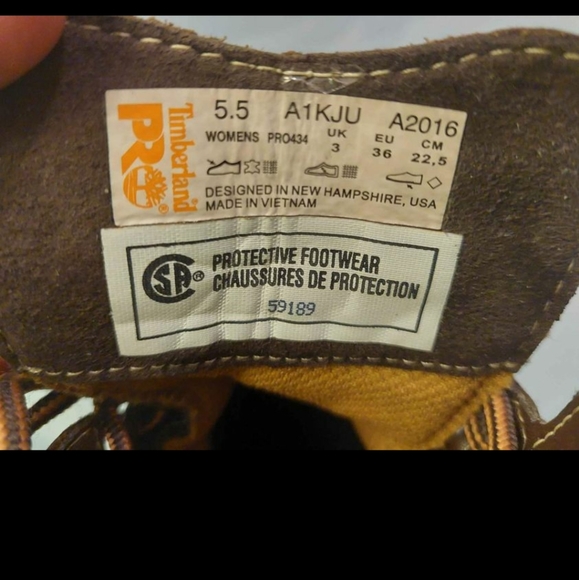 Timberland
PRO®
5.5 A1KJU A2016
WOMENS PRO434 UK EU CM
3 36 22,5
DESIGNED IN NEW HAMPSHIRE, USA
MADE IN VIETNAM
CSA®
PROTECTIVE FOOTWEAR
CHAUSSURES DE PROTECTION
59189